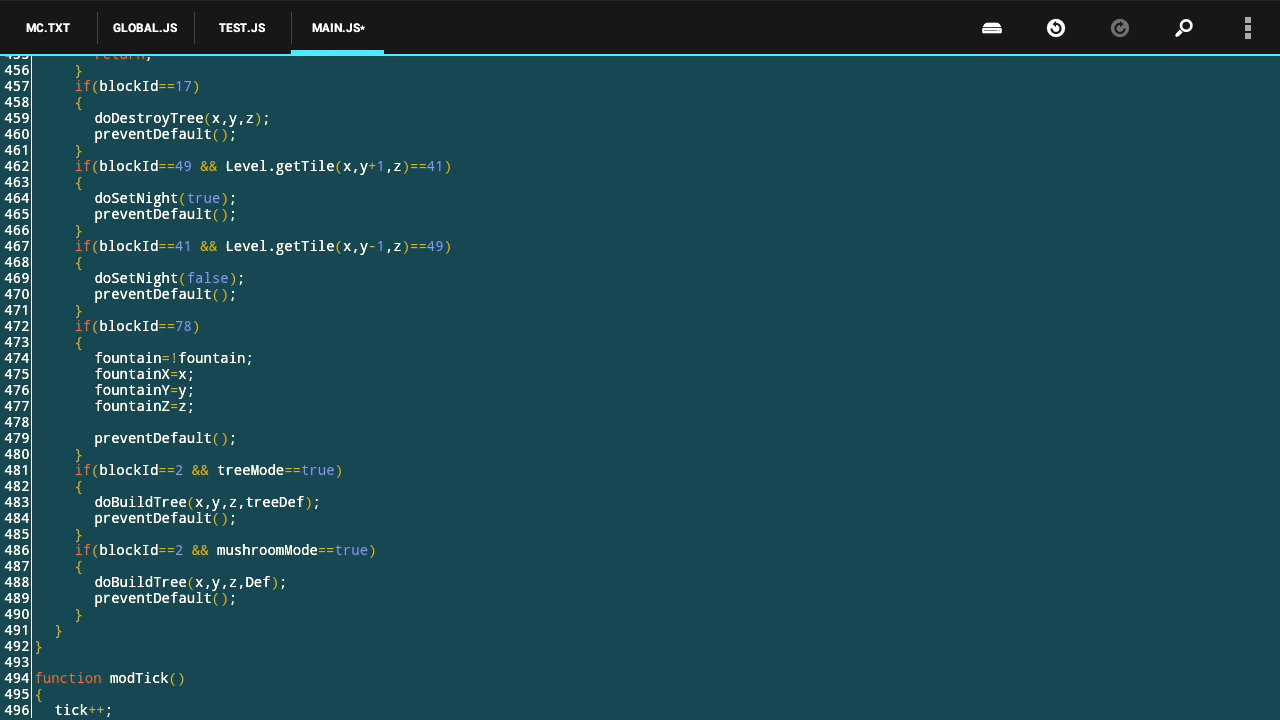 MC.TXT GLOBAL.JS TEST.JS MAIN.JS*
455 return;
456 }
457 if(blockId==17)
458 {
459 doDestroyTree(x,y,z);
460 preventDefault();
461 }
462 if(blockId==49 && Level.getTile(x,y+1,z)==41)
463 {
464 doSetNight(true);
465 preventDefault();
466 }
467 if(blockId==41 && Level.getTile(x,y-1,z)==49)
468 {
469 doSetNight(false);
470 preventDefault();
471 }
472 if(blockId==78)
473 {
474 fountain=!fountain;
475 fountainX=x;
476 fountainY=y;
477 fountainZ=z;
478
479 preventDefault();
480 }
481 if(blockId==2 && treeMode==true)
482 {
483 doBuildTree(x,y,z,treeDef);
484 preventDefault();
485 }
486 if(blockId==2 && mushroomMode==true)
487 {
488 doBuildTree(x,y,z,Def);
489 preventDefault();
490 }
491 }
492 }
493
494 function modTick()
495 {
496 tick++;